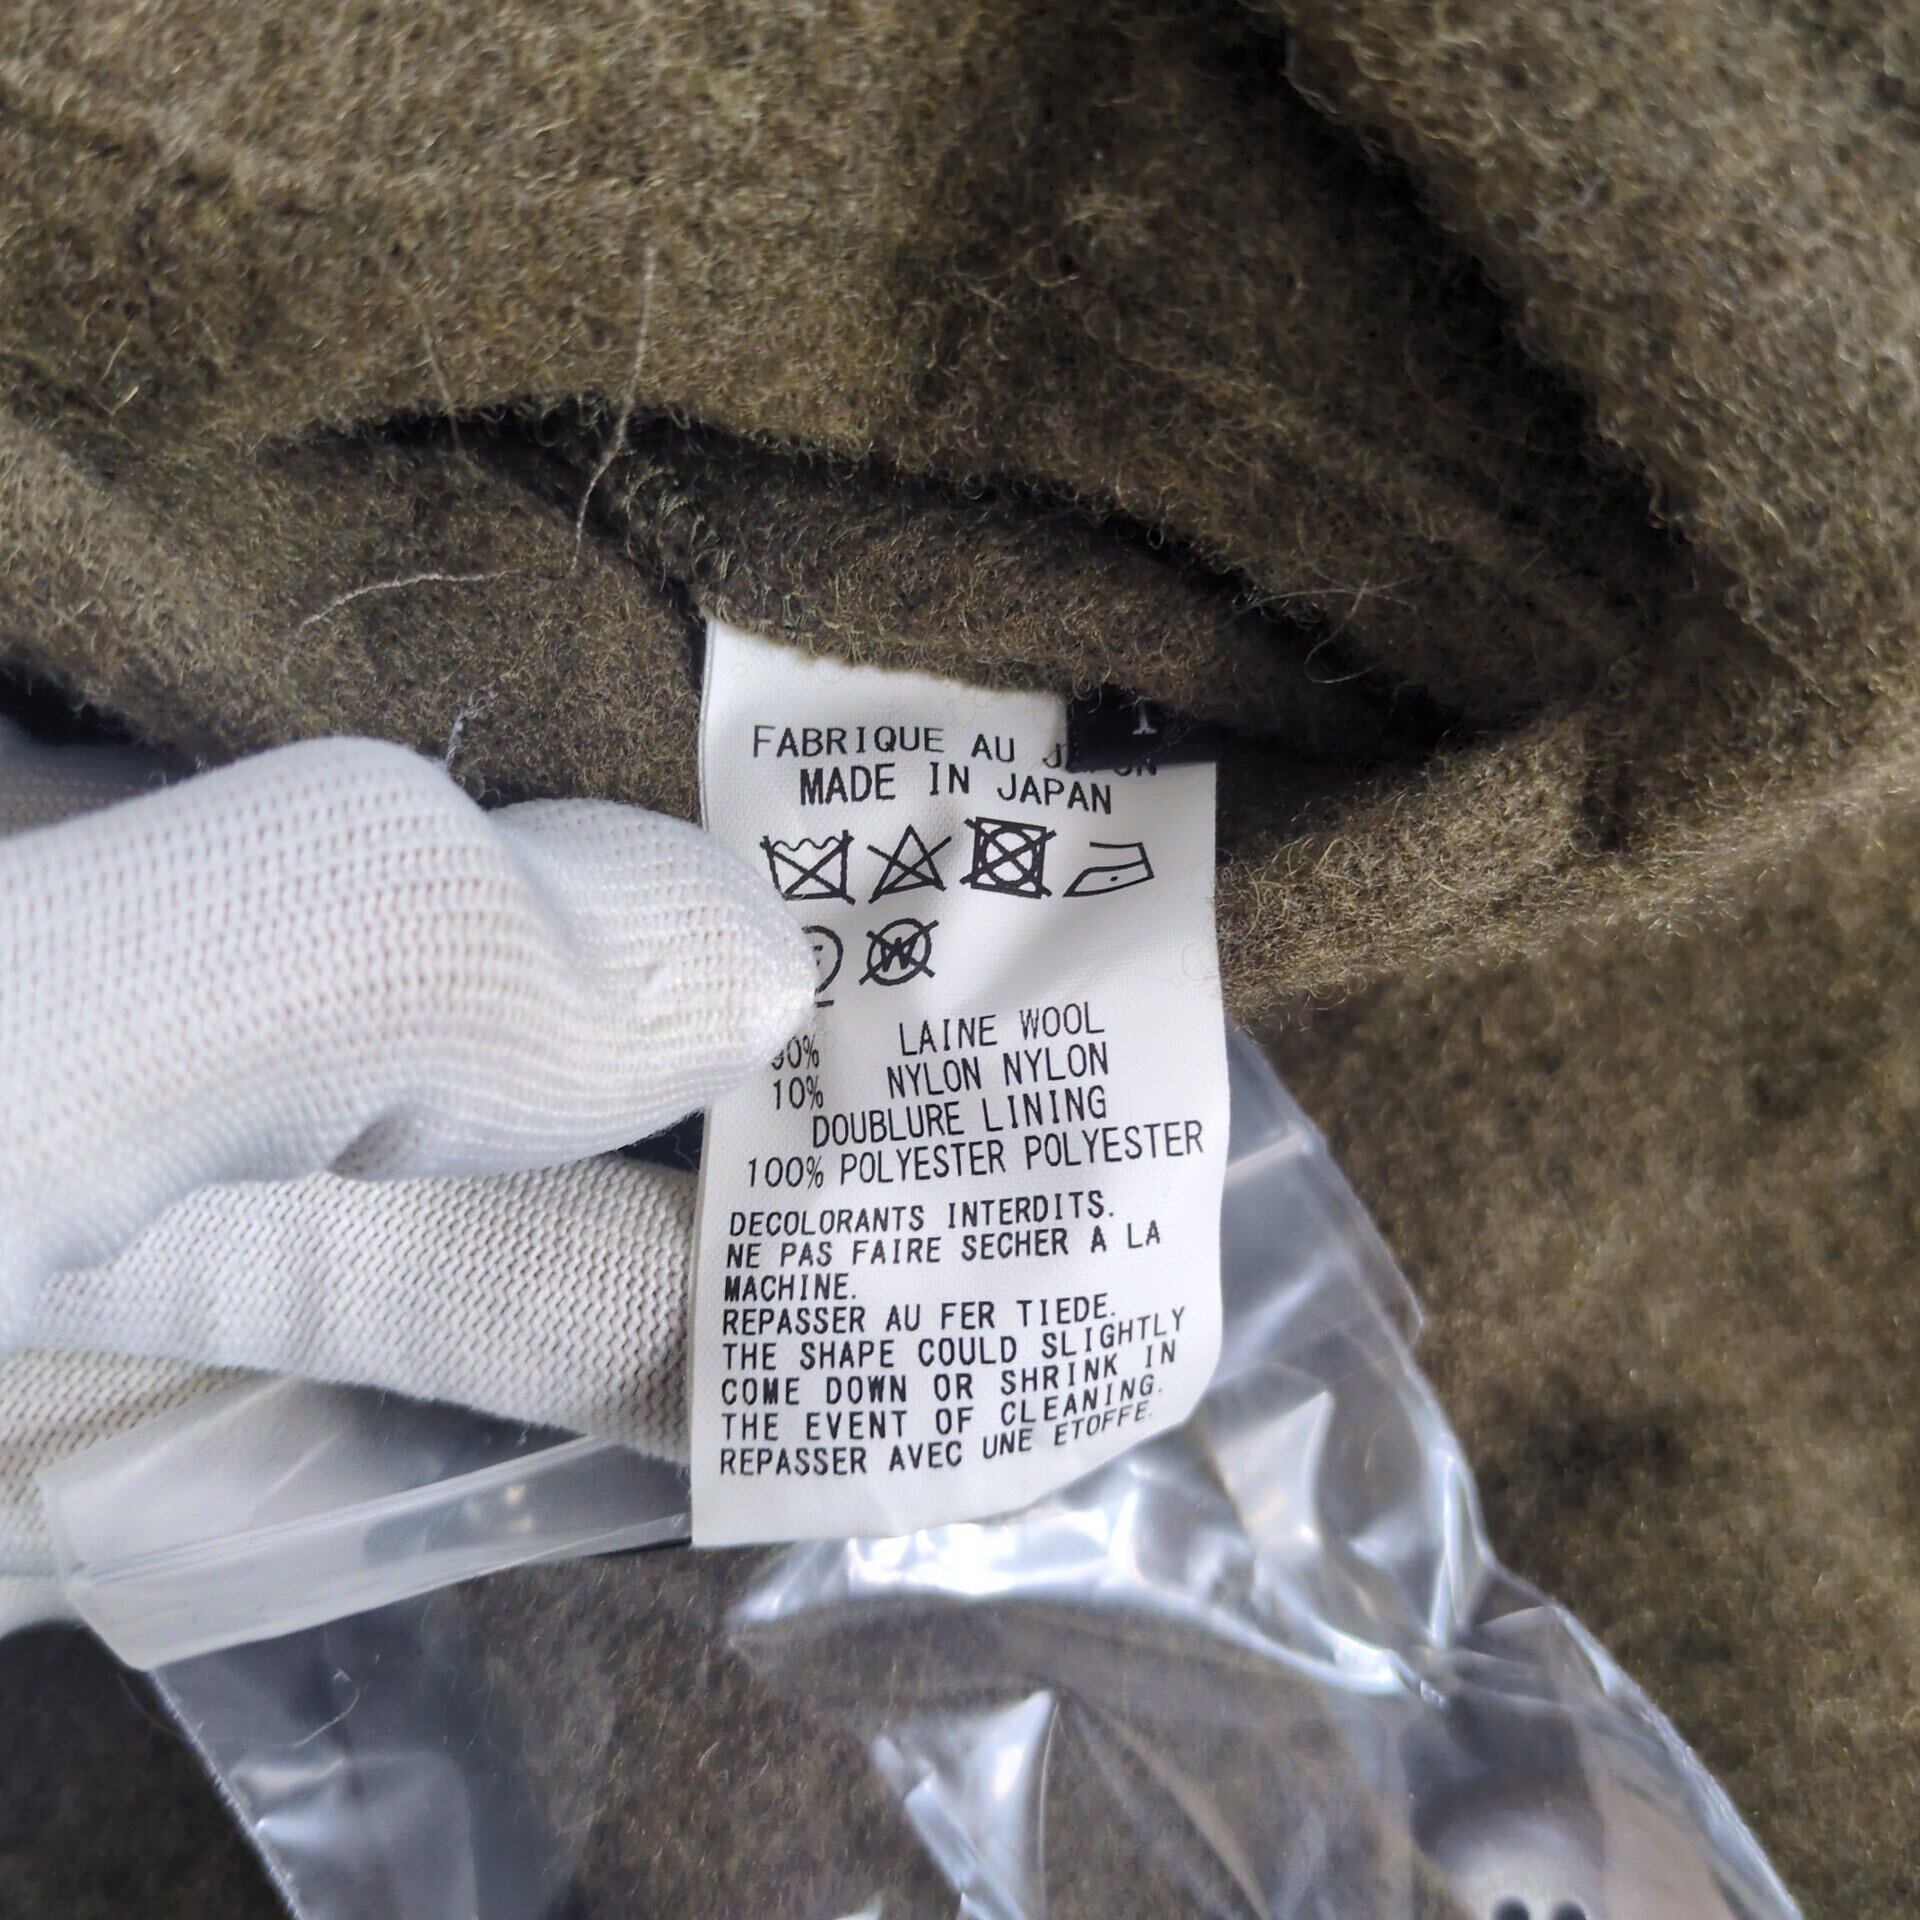 FABRIQUE AU
MADE IN JAPAN
W
90% LAINE WOOL
10% NYLON NYLON
DOUBLURE LINING
100% POLYESTER POLYESTER
DECOLORANTS INTERDITS.
NE PAS FAIRE SECHER A LA
MACHINE.
REPASSER AU FER TIEDE.
THE SHAPE COULD SLIGHTLY
COME DOWN OR SHRINK IN
THE EVENT OF CLEANING.
REPASSER AVEC UNE ETOFFE.